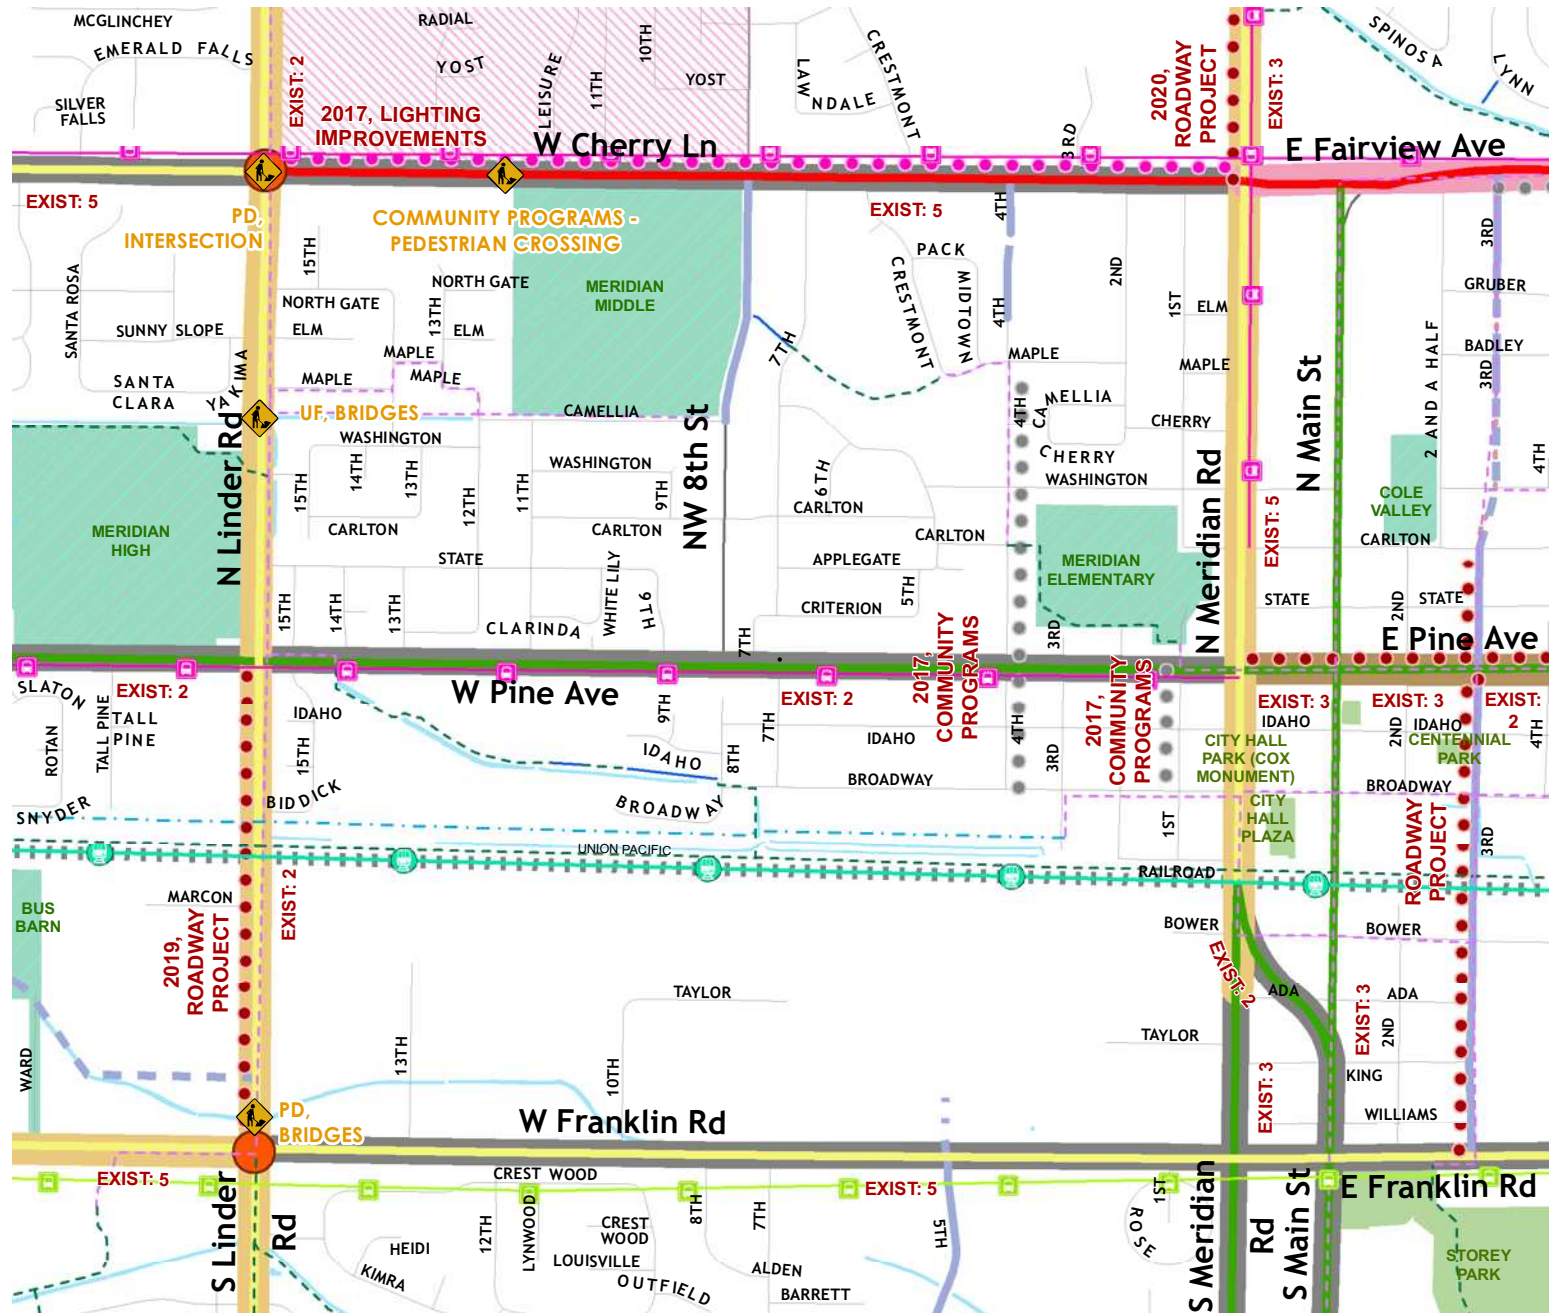 MCGLINCHEY
EMERALD FALLS
SILVER
FALLS
EXIST: 2
RADIAL
YOST
LEISURE
11TH
10TH
YOST
2017, LIGHTING
IMPROVEMENTS
W Cherry Ln
LAWNDALE
CRESTMONT
3RD
2020,
ROADWAY
PROJECT
EXIST: 3
SPINOSA
LYNN
E Fairview Ave
EXIST: 5
PD,
INTERSECTION
COMMUNITY PROGRAMS -
PEDESTRIAN CROSSING
EXIST: 5
4TH
3RD
SANTA ROSA
15TH
NORTH GATE
NORTH GATE
13TH
SUNNY SLOPE
ELM
ELM
MAPLE
MAPLE
MAPLE
SANTA
CLARA
YAKIMA
MERIDIAN
MIDDLE
7TH
PACK
CRESTMONT
MIDTOWN
4TH
MAPLE
2ND
1ST
ELM
MAPLE
GRUBER
BADLEY
3RD
2 AND A HALF
N Main St
UF, BRIDGES
CAMELLIA
WASHINGTON
N Linder Rd
NW 8th St
4TH
CAMELLIA
CHERRY
CHERRY
WASHINGTON
N Meridian Rd
4TH
15TH
14TH
13TH
12TH
11TH
WASHINGTON
9TH
6TH
CARLTON
CARLTON
CARLTON
CARLTON
STATE
APPLEGATE
CRITERION
5TH
MERIDIAN
HIGH
MERIDIAN
ELEMENTARY
EXIST: 5
COLE
VALLEY
CARLTON
STATE
2ND
STATE
15TH
14TH
13TH
CLARINDA
WHITE LILY
9TH
7TH
3RD
E Pine Ave
2017,
COMMUNITY
PROGRAMS
2017,
COMMUNITY
PROGRAMS
SLATON
EXIST: 2
W Pine Ave
EXIST: 2
EXIST: 3
EXIST: 3
EXIST:
2
ROTAN
TALL PINE
TALL
PINE
IDAHO
15TH
9TH
IDAHO
8TH
7TH
IDAHO
4TH
3RD
IDAHO
2ND
IDAHO
4TH
CITY HALL
PARK (COX
MONUMENT)
CENTENNIAL
PARK
SNYDER
BIDDICK
BROADWAY
BROADWAY
BROADWAY
1ST
CITY
HALL
PLAZA
ROADWAY
PROJECT
3RD
UNION PACIFIC
RAILROAD
BUS
BARN
MARCON
EXIST: 2
2019,
ROADWAY
PROJECT
BOWER
BOWER
EXIST: 2
ADA
ADA
EXIST: 3
2ND
TAYLOR
TAYLOR
WARD
13TH
10TH
EXIST: 3
KING
WILLIAMS
PD,
BRIDGES
W Franklin Rd
EXIST: 5
CREST WOOD
EXIST: 5
E Franklin Rd
S Linder
Rd
12TH
LYNWOOD
8TH
7TH
5TH
1ST
ROSE
S Meridian
Rd
S Main St
HEIDI
KIMRA
CREST
WOOD
LOUISVILLE
OUTFIELD
ALDEN
BARRETT
STOREY
PARK